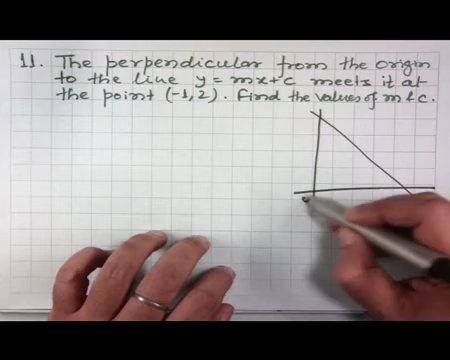 11. The perpendicular from the origin
to the line y = mx+c meets it at
the point (-1,2). Find the values of m & c.